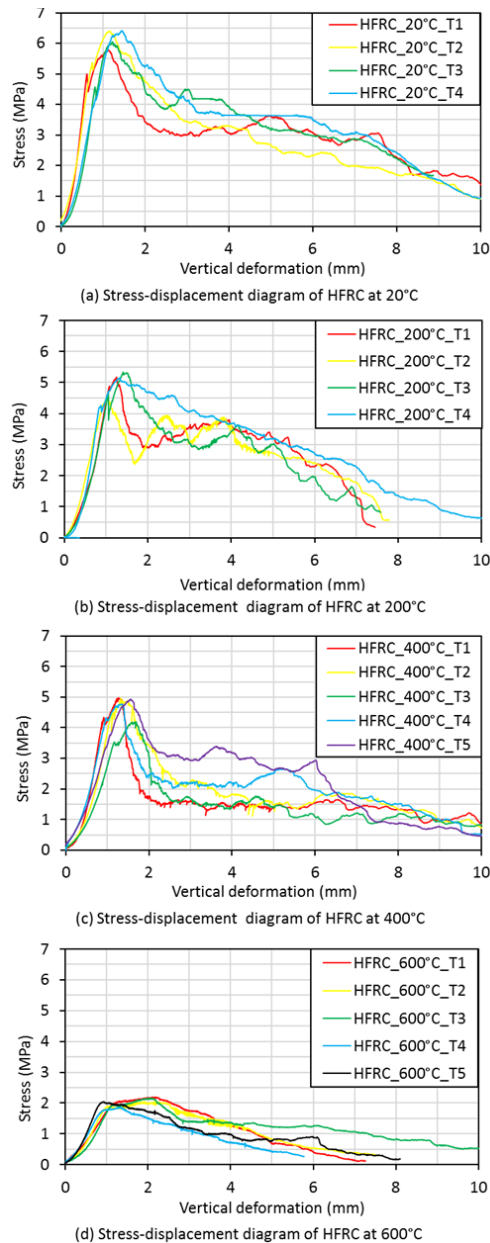 7
6
5
4
3
2
1
0
Stress (MPa)
HFRC_20°C_T1
HFRC_20°C_T2
HFRC_20°C_T3
HFRC_20°C_T4
0 2 4 6 8 10
Vertical deformation (mm)
(a) Stress-displacement diagram of HFRC at 20°C
7
6
5
4
3
2
1
0
Stress (MPa)
HFRC_200°C_T1
HFRC_200°C_T2
HFRC_200°C_T3
HFRC_200°C_T4
0 2 4 6 8 10
Vertical deformation (mm)
(b) Stress-displacement diagram of HFRC at 200°C
7
6
5
4
3
2
1
0
Stress (MPa)
HFRC_400°C_T1
HFRC_400°C_T2
HFRC_400°C_T3
HFRC_400°C_T4
HFRC_400°C_T5
0 2 4 6 8 10
Vertical deformation (mm)
(c) Stress-displacement diagram of HFRC at 400°C
7
6
5
4
3
2
1
0
Stress (MPa)
HFRC_600°C_T1
HFRC_600°C_T2
HFRC_600°C_T3
HFRC_600°C_T4
HFRC_600°C_T5
0 2 4 6 8 10
Vertical deformation (mm)
(d) Stress-displacement diagram of HFRC at 600°C